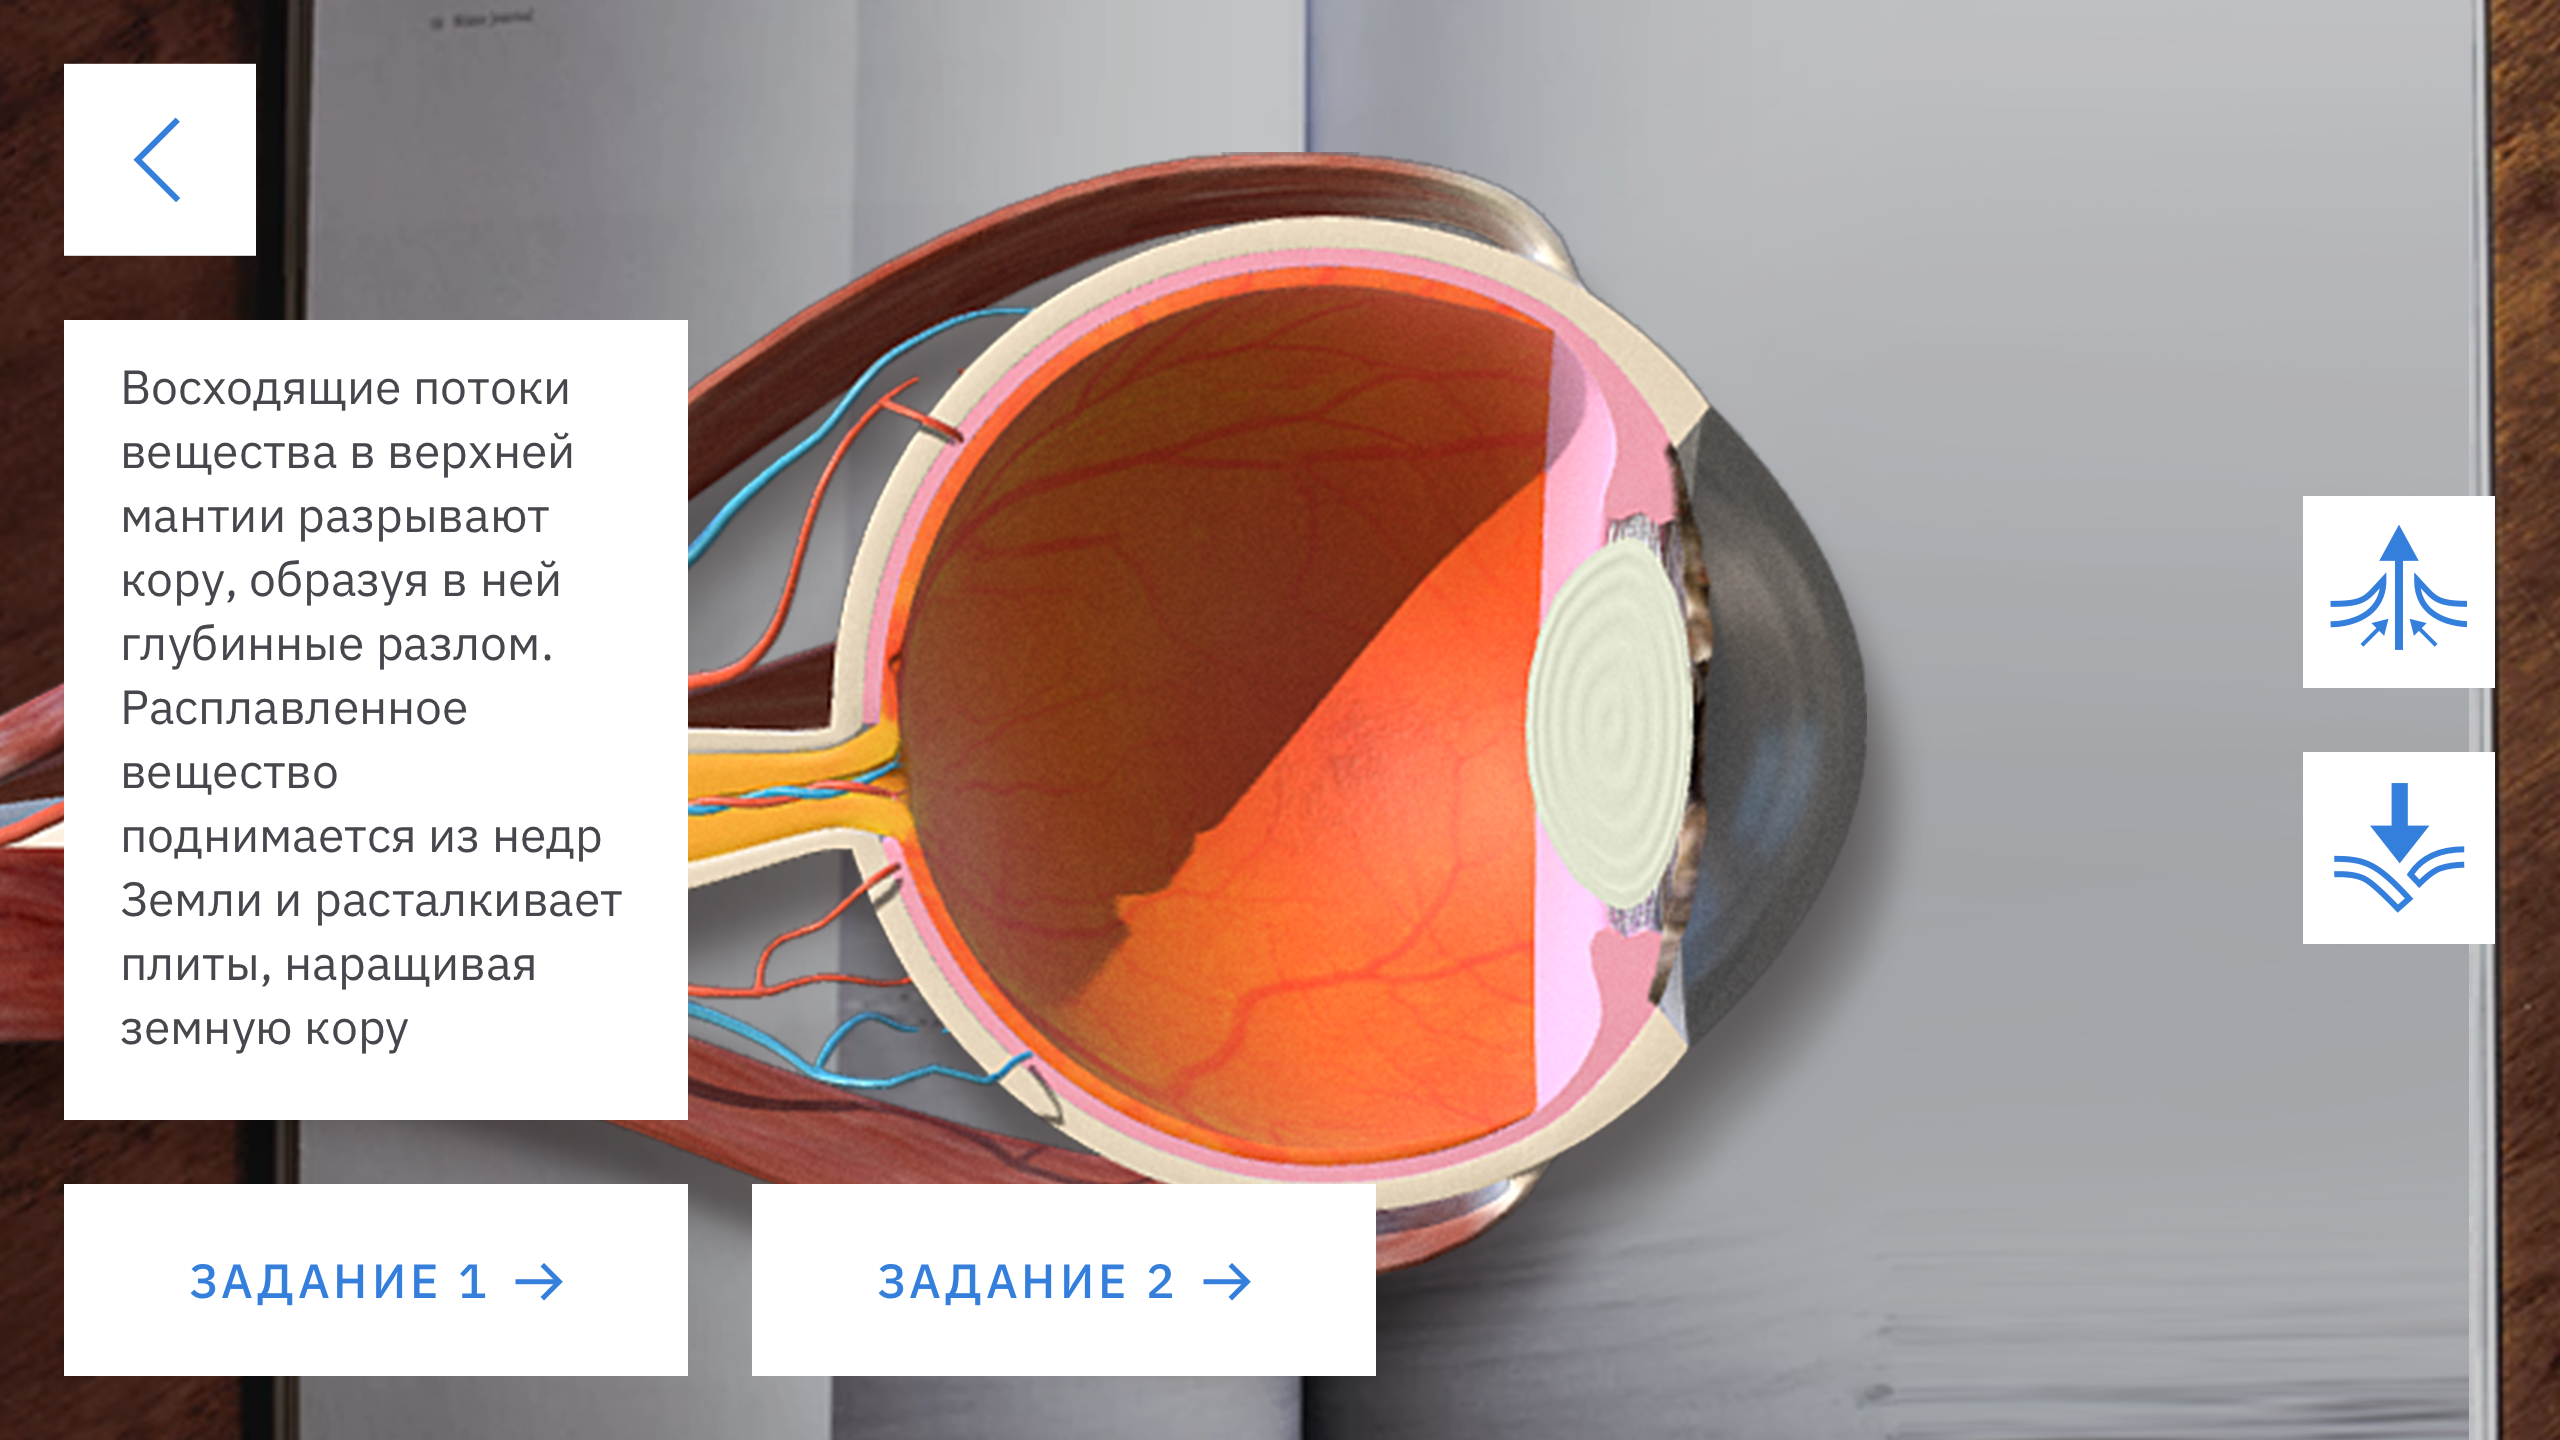 Восходящие потоки
вещества в верхней
мантии разрывают
кору, образуя в ней
глубинные разлом.
Расплавленное
вещество
поднимается из недр
Земли и расталкивает
плиты, наращивая
земную кору
ЗАДАНИЕ 1 →
ЗАДАНИЕ 2 →